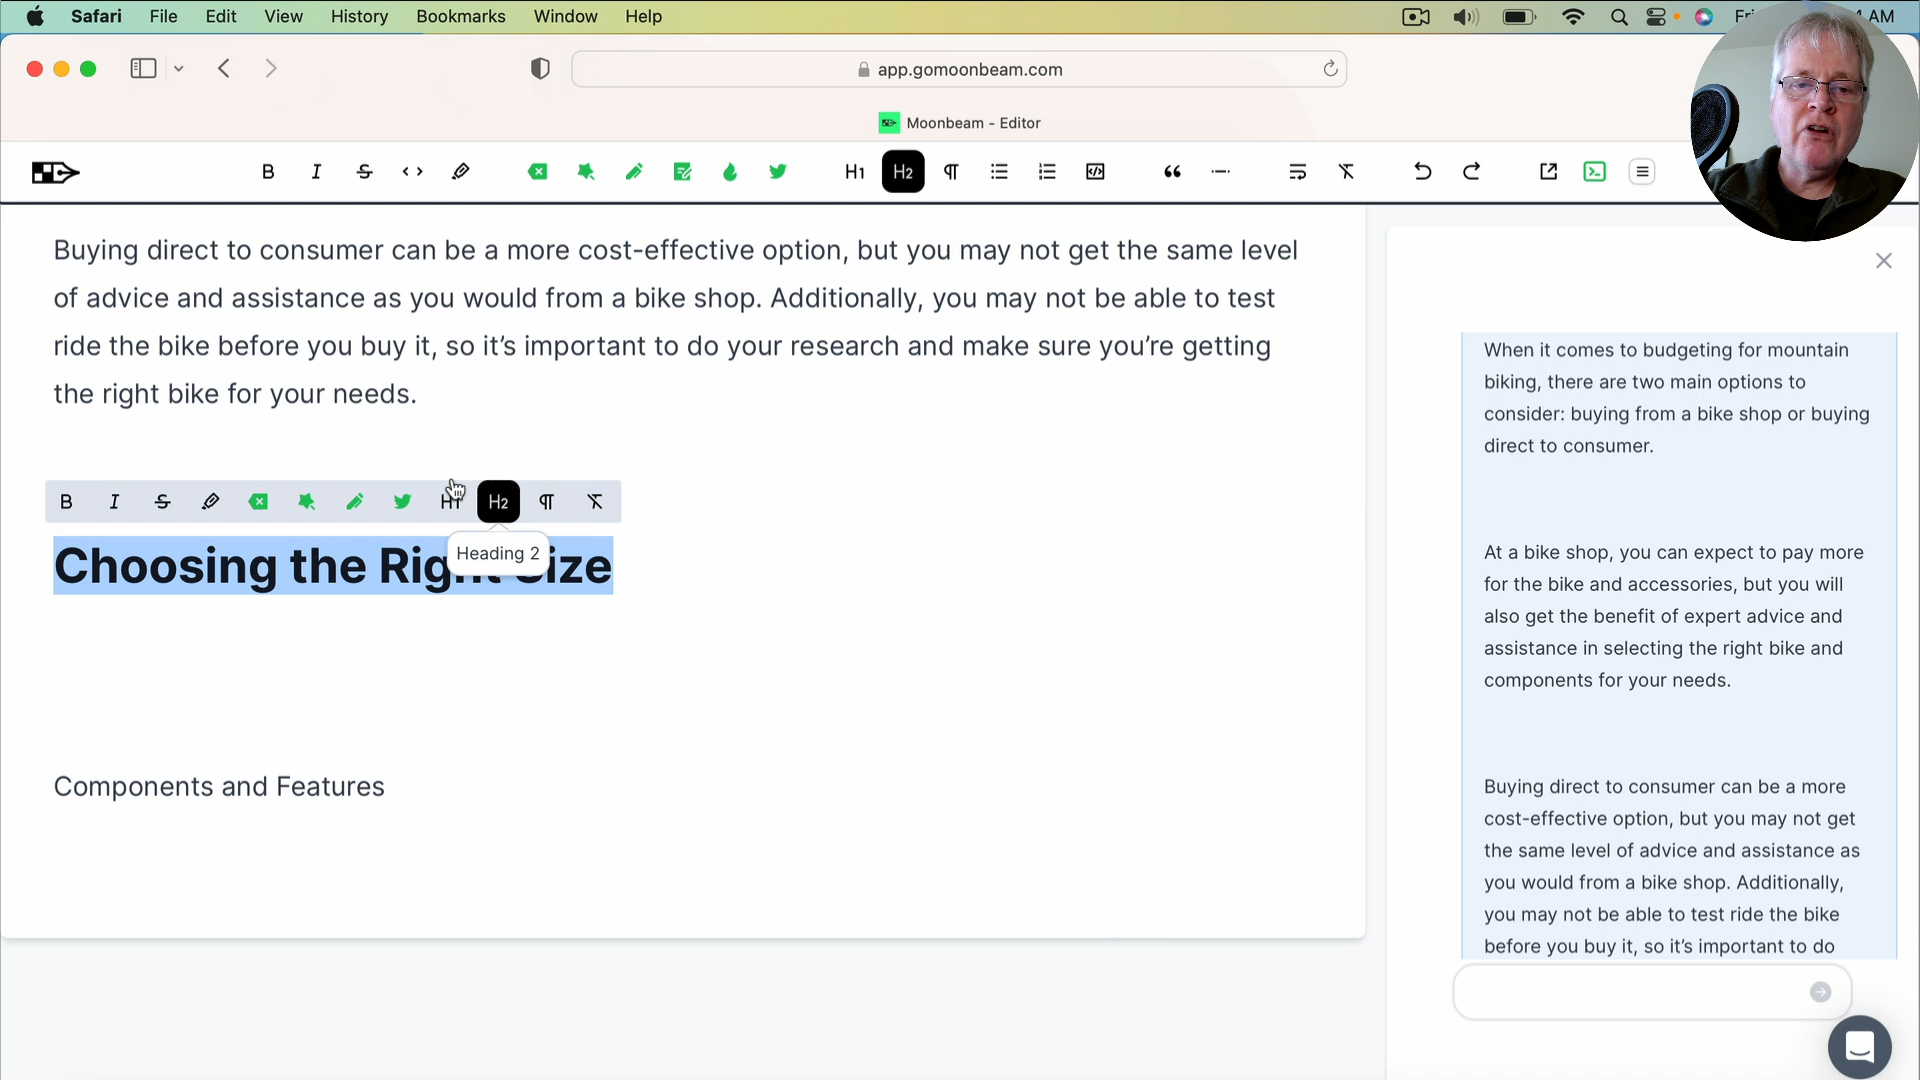 Safari File Edit View History Bookmarks Window Help
AM
app.gomoonbeam.com
Moonbeam - Editor
B I S H1 H2
Buying direct to consumer can be a more cost-effective option, but you may not get the same level
of advice and assistance as you would from a bike shop. Additionally, you may not be able to test
ride the bike before you buy it, so it’s important to do your research and make sure you’re getting
the right bike for your needs.
B I S H1 H2
Heading 2
Choosing the Right Size
Components and Features
When it comes to budgeting for mountain
biking, there are two main options to
consider: buying from a bike shop or buying
direct to consumer.
At a bike shop, you can expect to pay more
for the bike and accessories, but you will
also get the benefit of expert advice and
assistance in selecting the right bike and
components for your needs.
Buying direct to consumer can be a more
cost-effective option, but you may not get
the same level of advice and assistance as
you would from a bike shop. Additionally,
you may not be able to test ride the bike
before you buy it, so it’s important to do